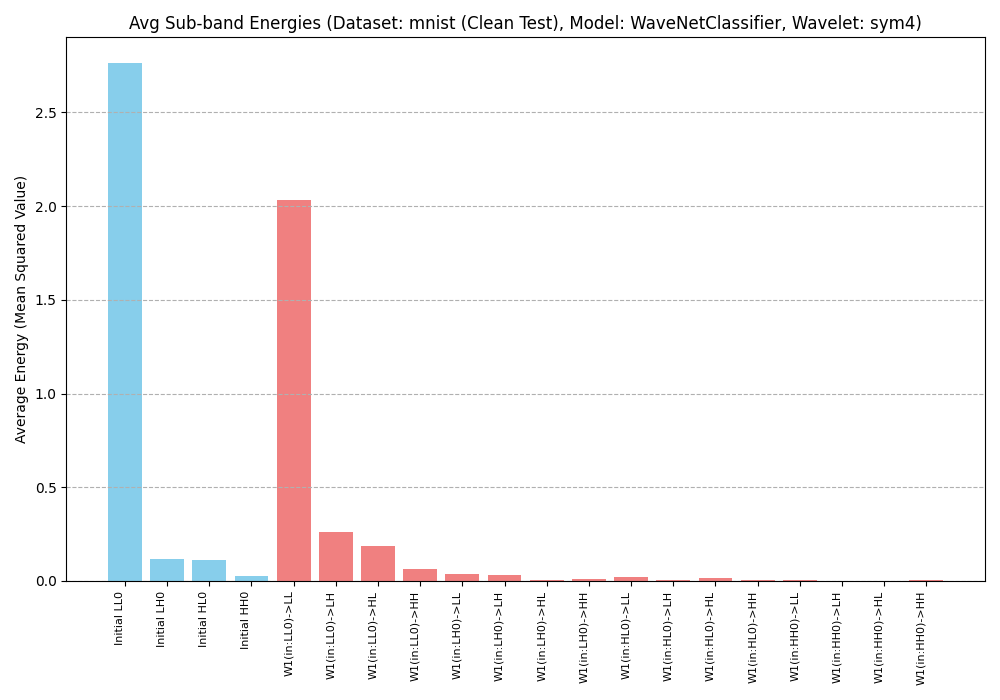 Avg Sub-band Energies (Dataset: mnist (Clean Test), Model: WaveNetClassifier, Wavelet: sym4)
Average Energy (Mean Squared Value)
2.5
2.0
1.5
1.0
0.5
0.0
Initial LL0
Initial LH0
Initial HL0
Initial HH0
W1(in:LL0)->LL
W1(in:LL0)->LH
W1(in:LL0)->HL
W1(in:LL0)->HH
W1(in:LH0)->LL
W1(in:LH0)->LH
W1(in:LH0)->HL
W1(in:LH0)->HH
W1(in:HL0)->LL
W1(in:HL0)->LH
W1(in:HL0)->HL
W1(in:HL0)->HH
W1(in:HH0)->LL
W1(in:HH0)->LH
W1(in:HH0)->HL
W1(in:HH0)->HH